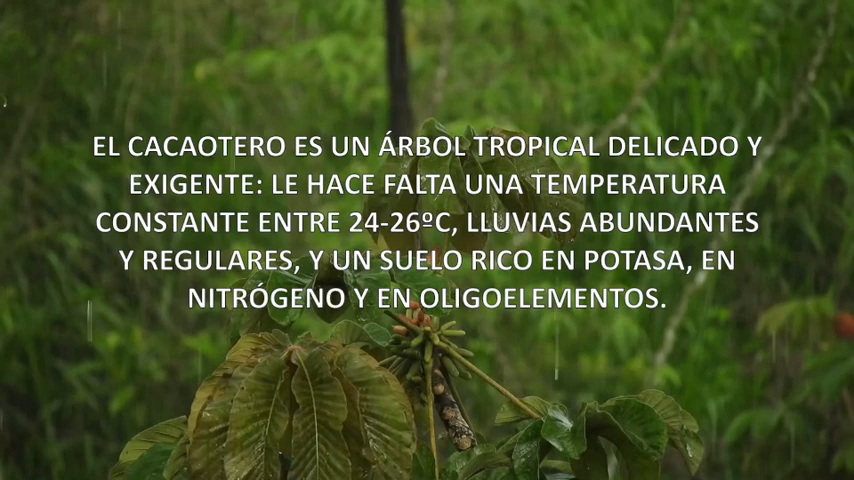 EL CACAOTERO ES UN ÁRBOL TROPICAL DELICADO Y
EXIGENTE: LE HACE FALTA UNA TEMPERATURA
CONSTANTE ENTRE 24-26ºC, LLUVIAS ABUNDANTES
Y REGULARES, Y UN SUELO RICO EN POTASA, EN
NITRÓGENO Y EN OLIGOELEMENTOS.